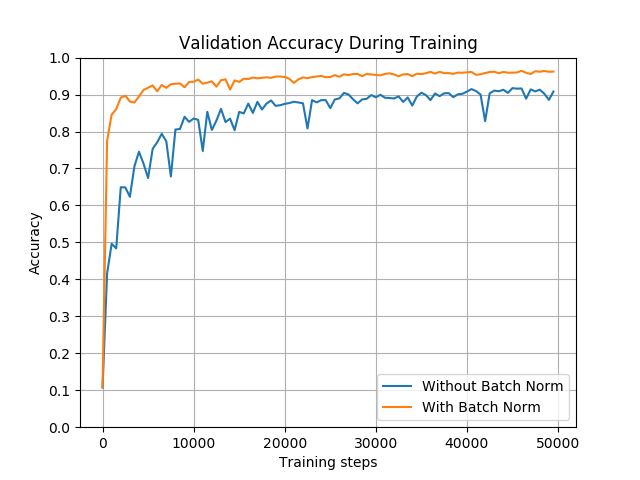 Validation Accuracy During Training
1.0
0.9
0.8
0.7
0.6
0.5
0.4
0.3
0.2
0.1
0.0
Accuracy
Without Batch Norm
With Batch Norm
0 10000 20000 30000 40000 50000
Training steps